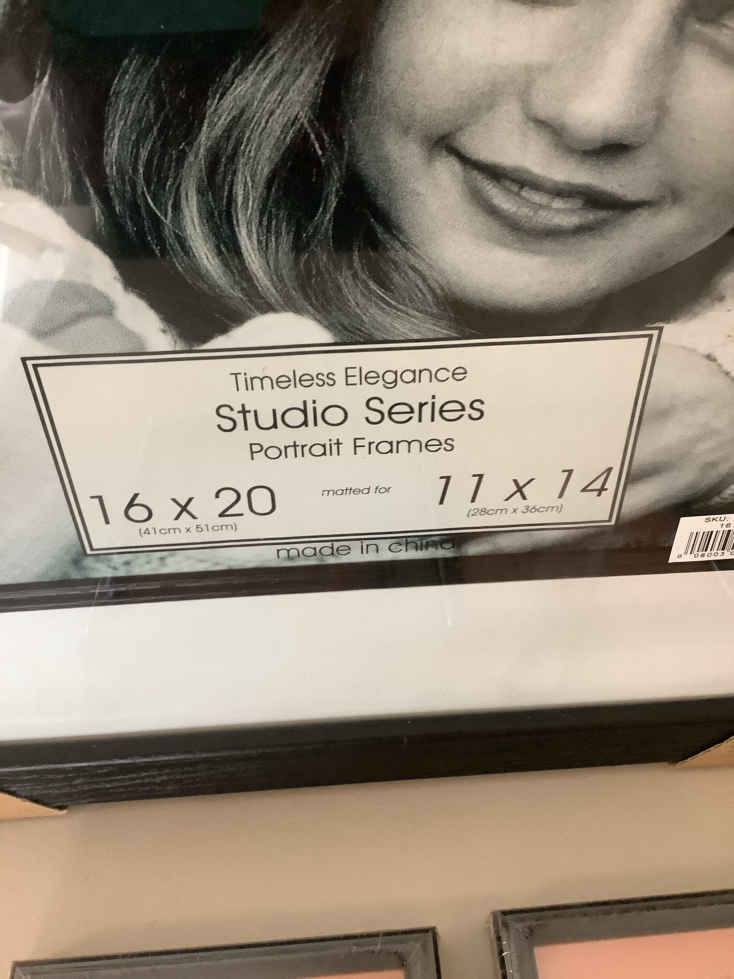 Timeless Elegance
Studio Series
Portrait Frames
16 x 20 matted for 11 x 14
(41cm x 51cm) (28cm x 36cm)
made in china
SKU: